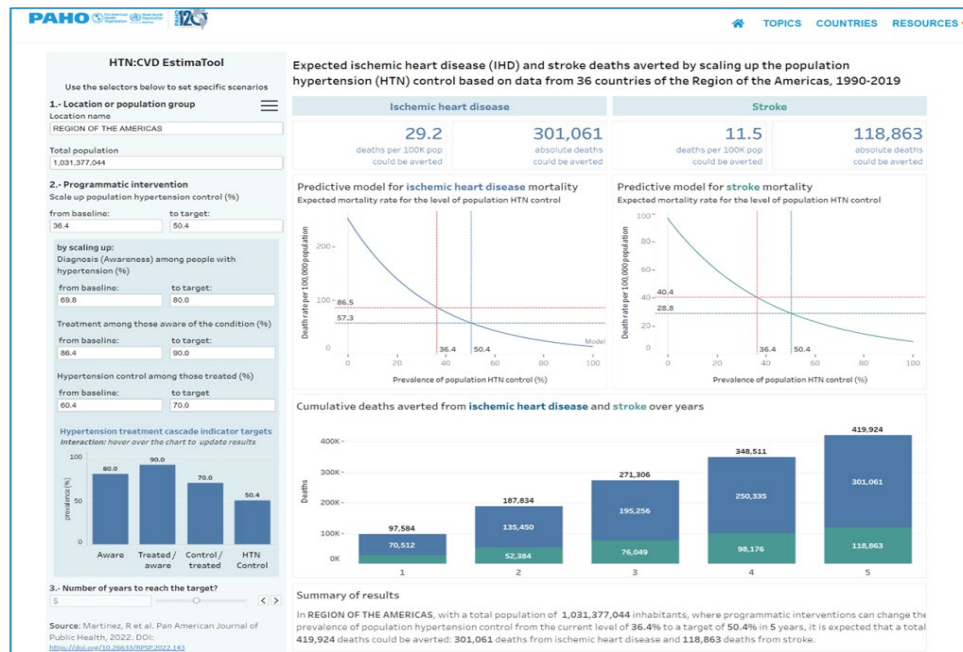 PAHO
120
TOPICS COUNTRIES RESOURCES
HTN:CVD EstimaTool
Use the selectors below to set specific scenarios
1.- Location or population group
Location name
REGION OF THE AMERICAS
Total population
1,031,377,044
2.- Programmatic intervention
Scale up population hypertension control (%)
from baseline: to target:
36.4 50.4
by scaling up:
Diagnosis (Awareness) among people with
hypertension (%)
from baseline: to target:
69.8 80.0
Treatment among those aware of the condition (%)
from baseline: to target:
86.4 90.0
Hypertension control among those treated (%)
from baseline: to target
60.4 70.0
Hypertension treatment cascade indicator targets
Interaction: hover over the chart to update results
prevalence (%)
100
50
0
80.0 90.0 70.0 50.4
Aware Treated / Control / HTN
aware treated Control
3.- Number of years to reach the target?
5
Source: Martinez, R et al. Pan American Journal of
Public Health, 2022. DOI:
https://doi.org/10.26633/RPSP.2022.143
Expected ischemic heart disease (IHD) and stroke deaths averted by scaling up the population
hypertension (HTN) control based on data from 36 countries of the Region of the Americas, 1990-2019
Ischemic heart disease
29.2 301,061
deaths per 100K pop absolute deaths
could be averted could be averted
Stroke
11.5 118,863
deaths per 100K pop absolute deaths
could be averted could be averted
Predictive model for ischemic heart disease mortality
Expected mortality rate for the level of population HTN control
Death rate per 100,000 population
200
100
86.5
57.3
0
36.4 50.4
Model
0 20 40 60 80 100
Prevalence of population HTN control (%)
Predictive model for stroke mortality
Expected mortality rate for the level of population HTN control
Death rate per 100,000 population
100
80
60
40 40.4
28.8
20
0
36.4 50.4
0 20 40 60 80 100
Prevalence of population HTN control (%)
Cumulative deaths averted from ischemic heart disease and stroke over years
Deaths
400K
300K
200K
100K
0K
97,584
70,512
187,834
135,450
52,384
271,306
195,256
76,049
348,511
250,335
98,176
419,924
301,061
118,863
1 2 3 4 5
Summary of results
In REGION OF THE AMERICAS, with a total population of 1,031,377,044 inhabitants, where programmatic interventions can change the
prevalence of population hypertension control from the current level of 36.4% to a target of 50.4% in 5 years, it is expected that a total
419,924 deaths could be averted: 301,061 deaths from ischemic heart disease and 118,863 deaths from stroke.